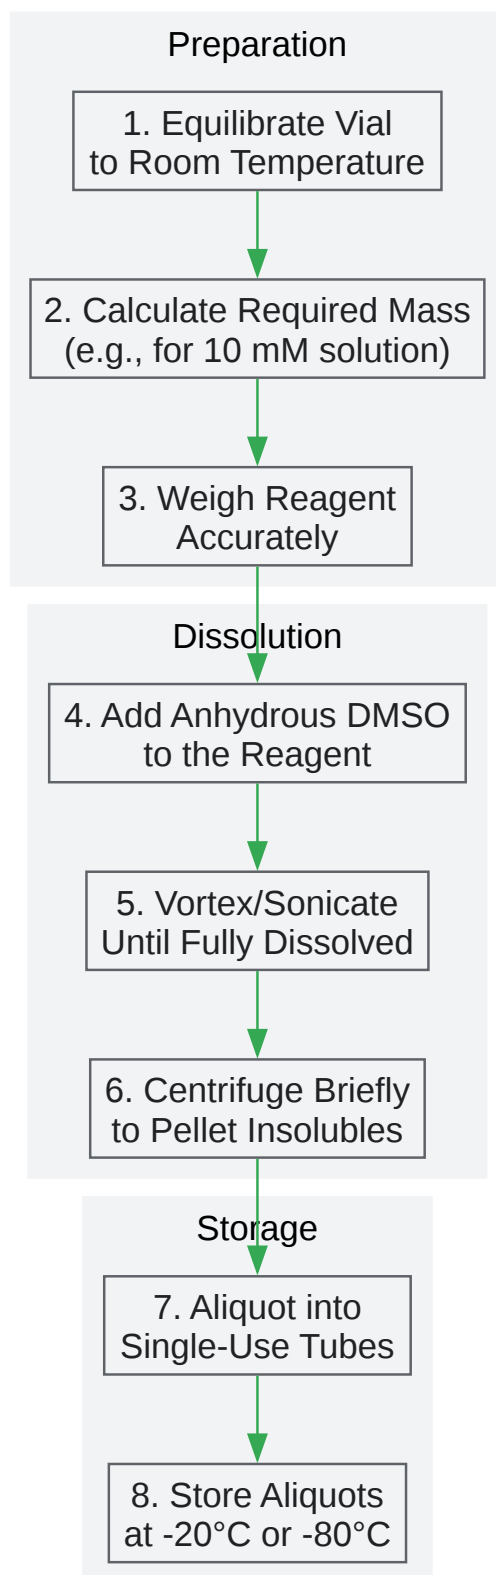 Preparation
1. Equilibrate Vial
to Room Temperature
2. Calculate Required Mass
(e.g., for 10 mM solution)
3. Weigh Reagent
Accurately
Dissolution
4. Add Anhydrous DMSO
to the Reagent
5. Vortex/Sonicate
Until Fully Dissolved
6. Centrifuge Briefly
to Pellet Insolubles
Storage
7. Aliquot into
Single-Use Tubes
8. Store Aliquots
at -20°C or -80°C